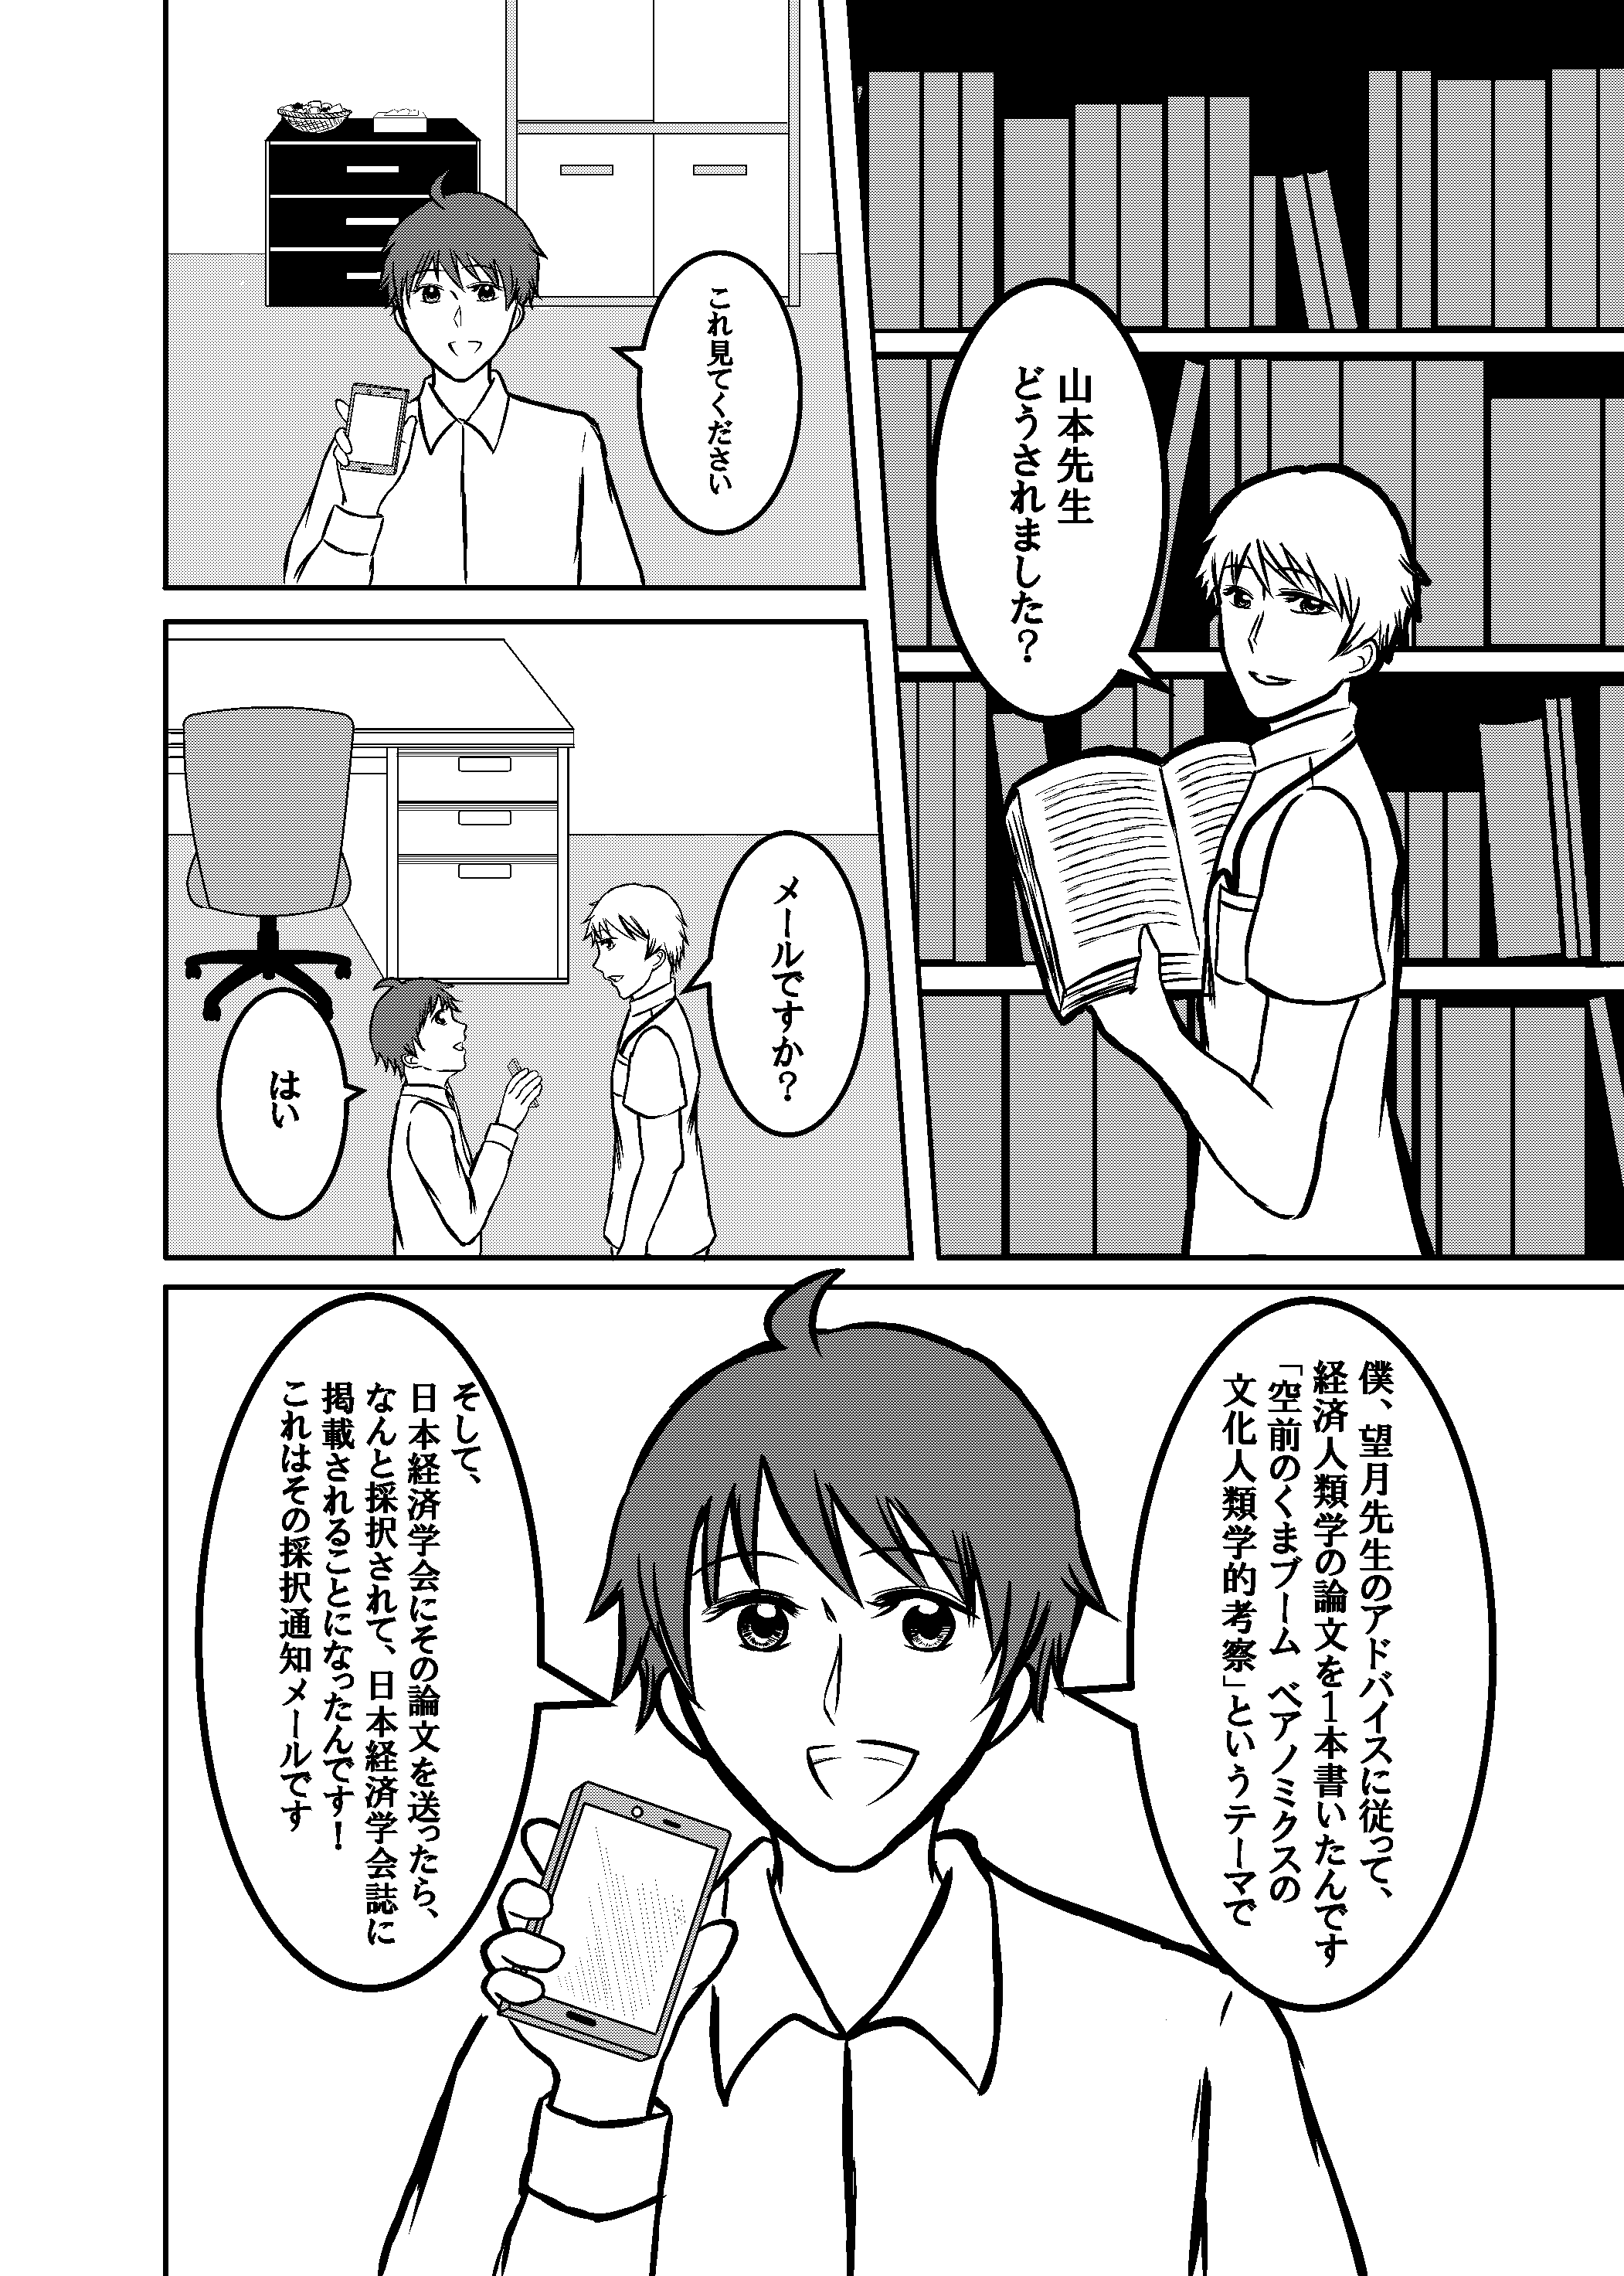 山本先生
どうされました？
これ見てください
メールですか？
はい
僕、望月先生のアドバイスに従って、
経済人類学の論文を１本書いたんです
「空前のくまブーム ベアノミクスの
文化人類学的考察」というテーマで
そして、
日本経済学会にその論文を送ったら、
なんと採択されて、日本経済学会誌に
掲載されることになったんです！
これはその採択通知メールです